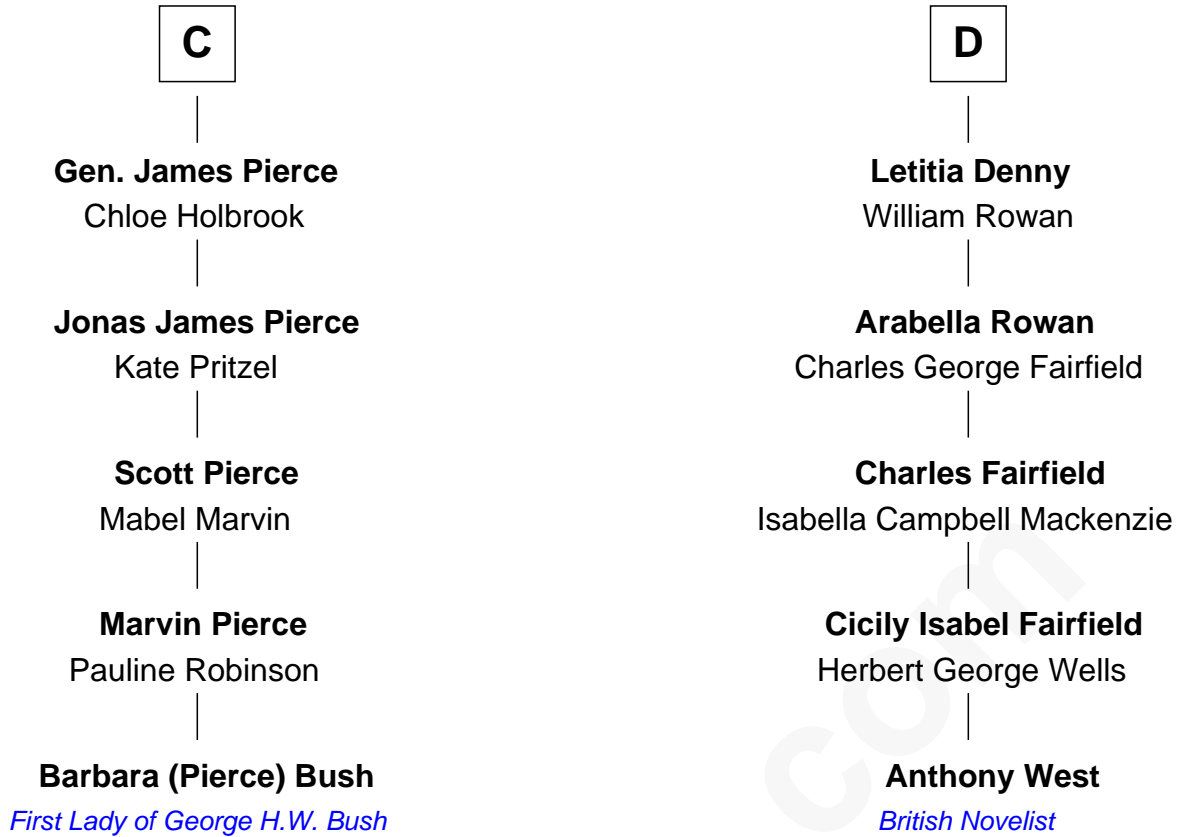 C
Gen. James Pierce
Chloe Holbrook
Jonas James Pierce
Kate Pritzel
Scott Pierce
Mabel Marvin
Marvin Pierce
Pauline Robinson
Barbara (Pierce) Bush
First Lady of George H.W. Bush
D
Letitia Denny
William Rowan
Arabella Rowan
Charles George Fairfield
Charles Fairfield
Isabella Campbell Mackenzie
Cicily Isabel Fairfield
Herbert George Wells
Anthony West
British Novelist
com